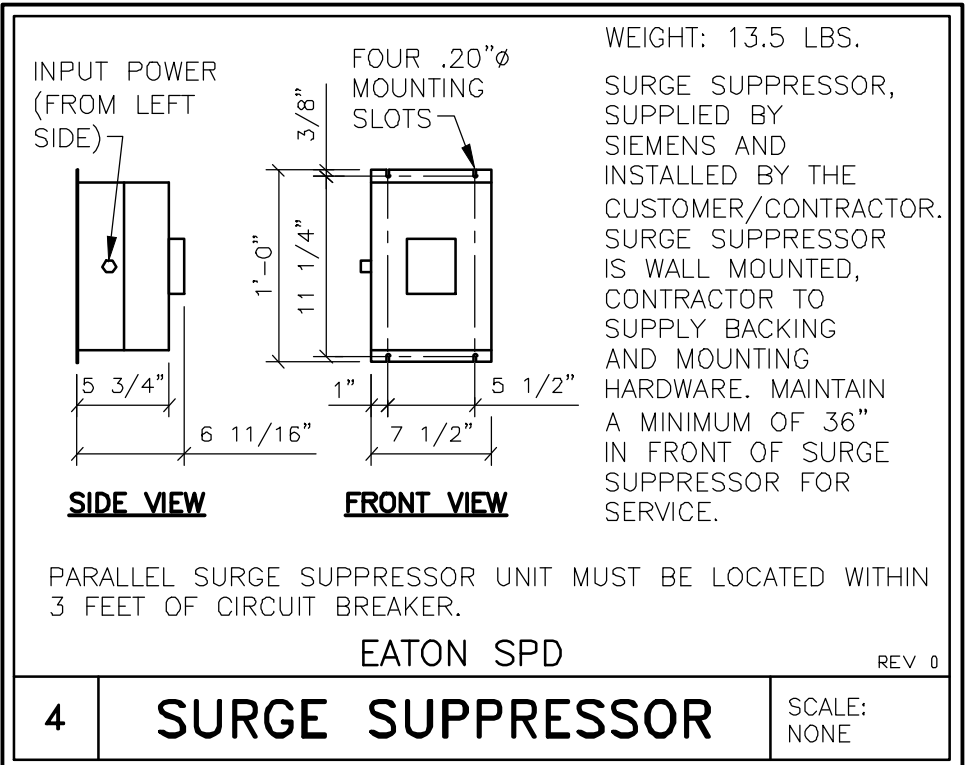 INPUT POWER
(FROM LEFT
SIDE)
FOUR .20"ø
MOUNTING
SLOTS
3/8"
1'-0"
11 1/4"
5 3/4"
6 11/16"
1"
5 1/2"
7 1/2"
SIDE VIEW
FRONT VIEW
WEIGHT: 13.5 LBS.
SURGE SUPPRESSOR,
SUPPLIED BY
SIEMENS AND
INSTALLED BY THE
CUSTOMER/CONTRACTOR.
SURGE SUPPRESSOR
IS WALL MOUNTED,
CONTRACTOR TO
SUPPLY BACKING
AND MOUNTING
HARDWARE. MAINTAIN
A MINIMUM OF 36"
IN FRONT OF SURGE
SUPPRESSOR FOR
SERVICE.
PARALLEL SURGE SUPPRESSOR UNIT MUST BE LOCATED WITHIN
3 FEET OF CIRCUIT BREAKER.
EATON SPD
REV 0
4
SURGE SUPPRESSOR
SCALE:
NONE